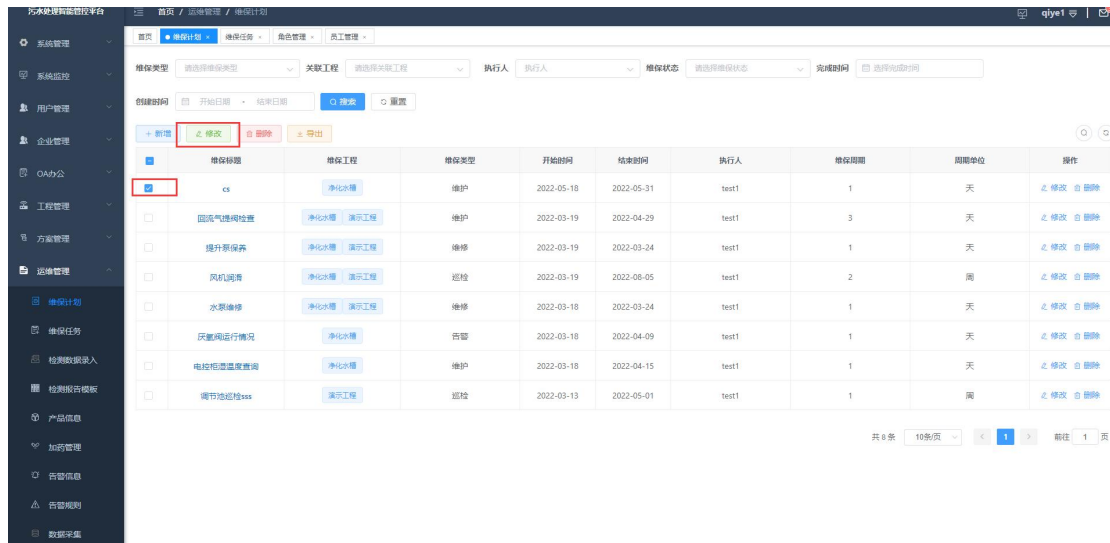 污水处理智能管控平台
首页 / 运维管理 / 维保计划
qiye1
系统管理
系统监控
用户管理
企业管理
OA办公
工程管理
方案管理
运维管理
维保计划
维保任务
检测数据录入
检测报告模板
产品信息
加药管理
告警信息
告警规则
数据采集
首页 维保计划 × 维保任务 × 角色管理 × 员工管理 ×
维保类型 请选择维保类型 关联工程 请选择关联工程 执行人 执行人 维保状态 请选择维保状态 完成时间 选择完成时间
创建时间 开始日期 - 结束日期 搜索 重置
+ 新增 修改 删除 导出
维保标题 维保工程 维保类型 开始时间 结束时间 执行人 维保周期 周期单位 操作
cs 净化水槽 维护 2022-05-18 2022-05-31 test1 1 天 修改 删除
回流气提阀检查 净化水槽 演示工程 维护 2022-03-19 2022-04-29 test1 3 天 修改 删除
提升泵保养 净化水槽 演示工程 维修 2022-03-19 2022-03-24 test1 1 天 修改 删除
风机润滑 净化水槽 演示工程 巡检 2022-03-19 2022-08-05 test1 2 周 修改 删除
水泵维修 净化水槽 演示工程 维修 2022-03-18 2022-03-24 test1 1 天 修改 删除
厌氧阀运行情况 净化水槽 告警 2022-03-18 2022-04-09 test1 1 天 修改 删除
电控柜湿温度查询 净化水槽 维护 2022-03-18 2022-04-15 test1 1 天 修改 删除
调节池巡检sss 演示工程 巡检 2022-03-13 2022-05-01 test1 1 周 修改 删除
共 8 条 10条/页 < 1 > 前往 1 页